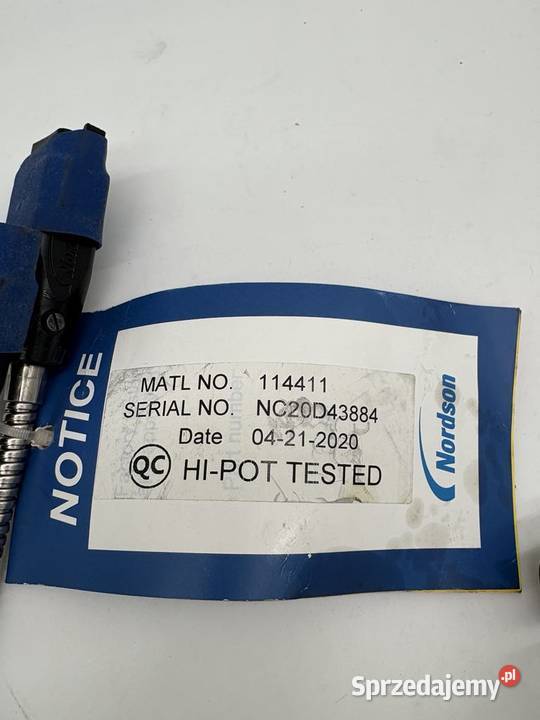 NOTICE
MATL NO. 114411
SERIAL NO. NC20D43884
Date 04-21-2020
QC HI-POT TESTED
Nordson
Sprzedajemy.pl